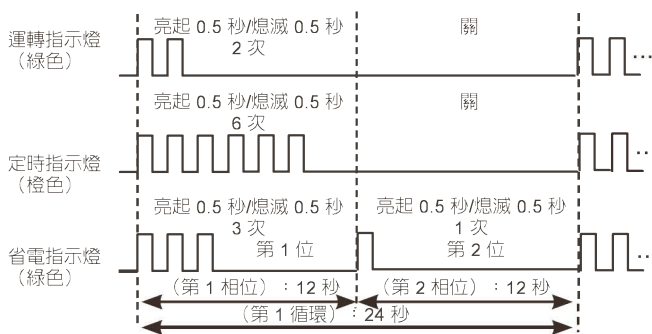 運轉指示燈
（綠色）
亮起 0.5 秒/熄滅 0.5 秒
2 次
關
...
定時指示燈
（橙色）
亮起 0.5 秒/熄滅 0.5 秒
6 次
關
..
省電指示燈
（綠色）
亮起 0.5 秒/熄滅 0.5 秒
3 次
第 1 位
亮起 0.5 秒/熄滅 0.5 秒
1 次
第 2 位
..
（第 1 相位）：12 秒
（第 2 相位）：12 秒
（第 1 循環）：24 秒